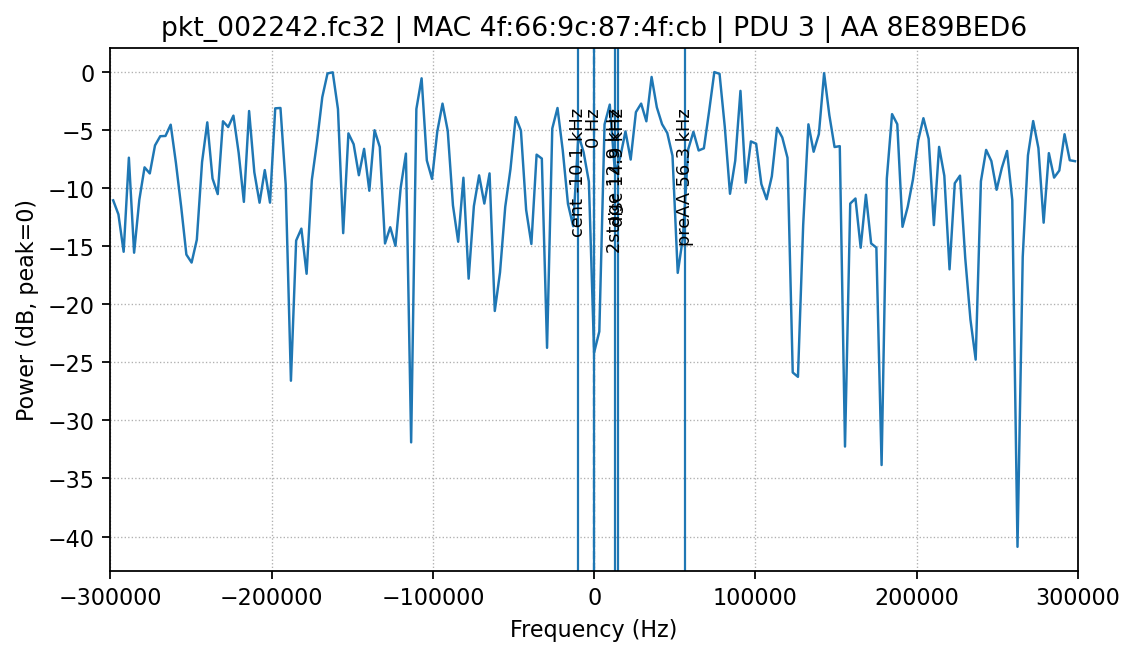 pkt_002242.fc32 | MAC 4f:66:9c:87:4f:cb | PDU 3 | AA 8E89BED6
Power (dB, peak=0)
0
−5
−10
−15
−20
−25
−30
−35
−40
cent -10.1 kHz
0 Hz
preAA 56.3 kHz
−300000
−200000
−100000
0
100000
200000
300000
Frequency (Hz)